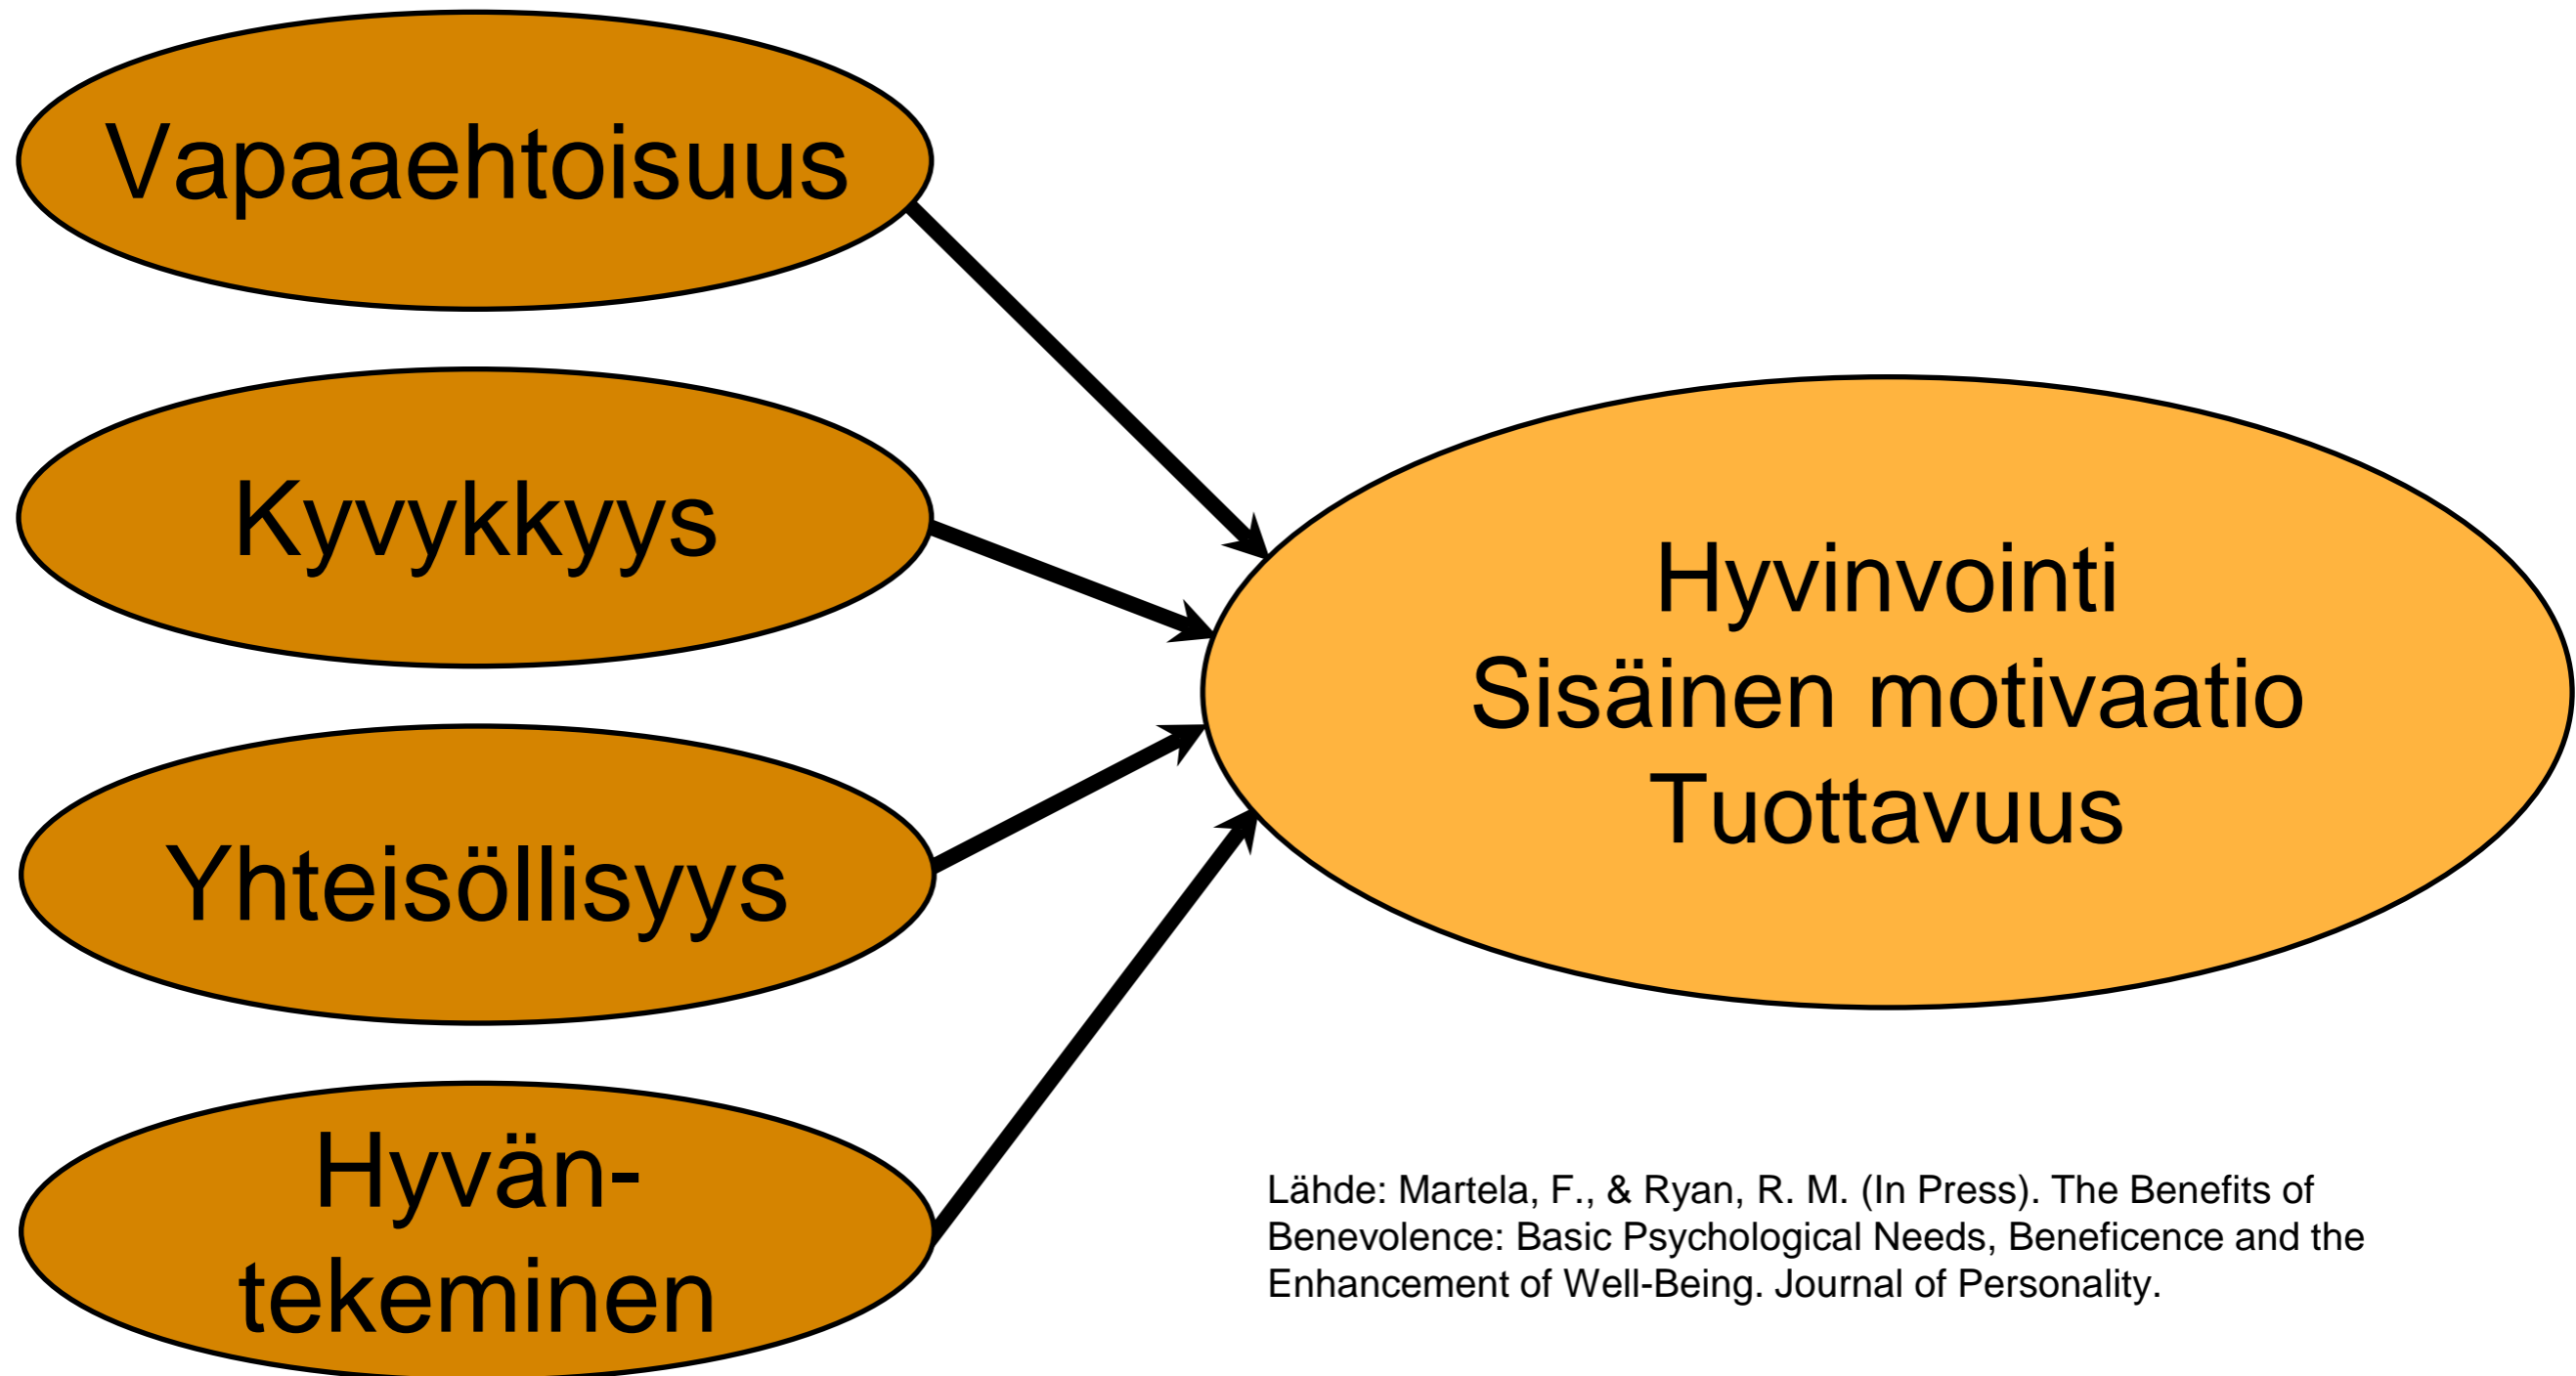 Vapaaehtoisuus
Kyvykkyys
Yhteisöllisyys
Hyvän-
tekeminen
Hyvinvointi
Sisäinen motivaatio
Tuottavuus
Lähde: Martela, F., & Ryan, R. M. (In Press). The Benefits of
Benevolence: Basic Psychological Needs, Beneficence and the
Enhancement of Well-Being. Journal of Personality.